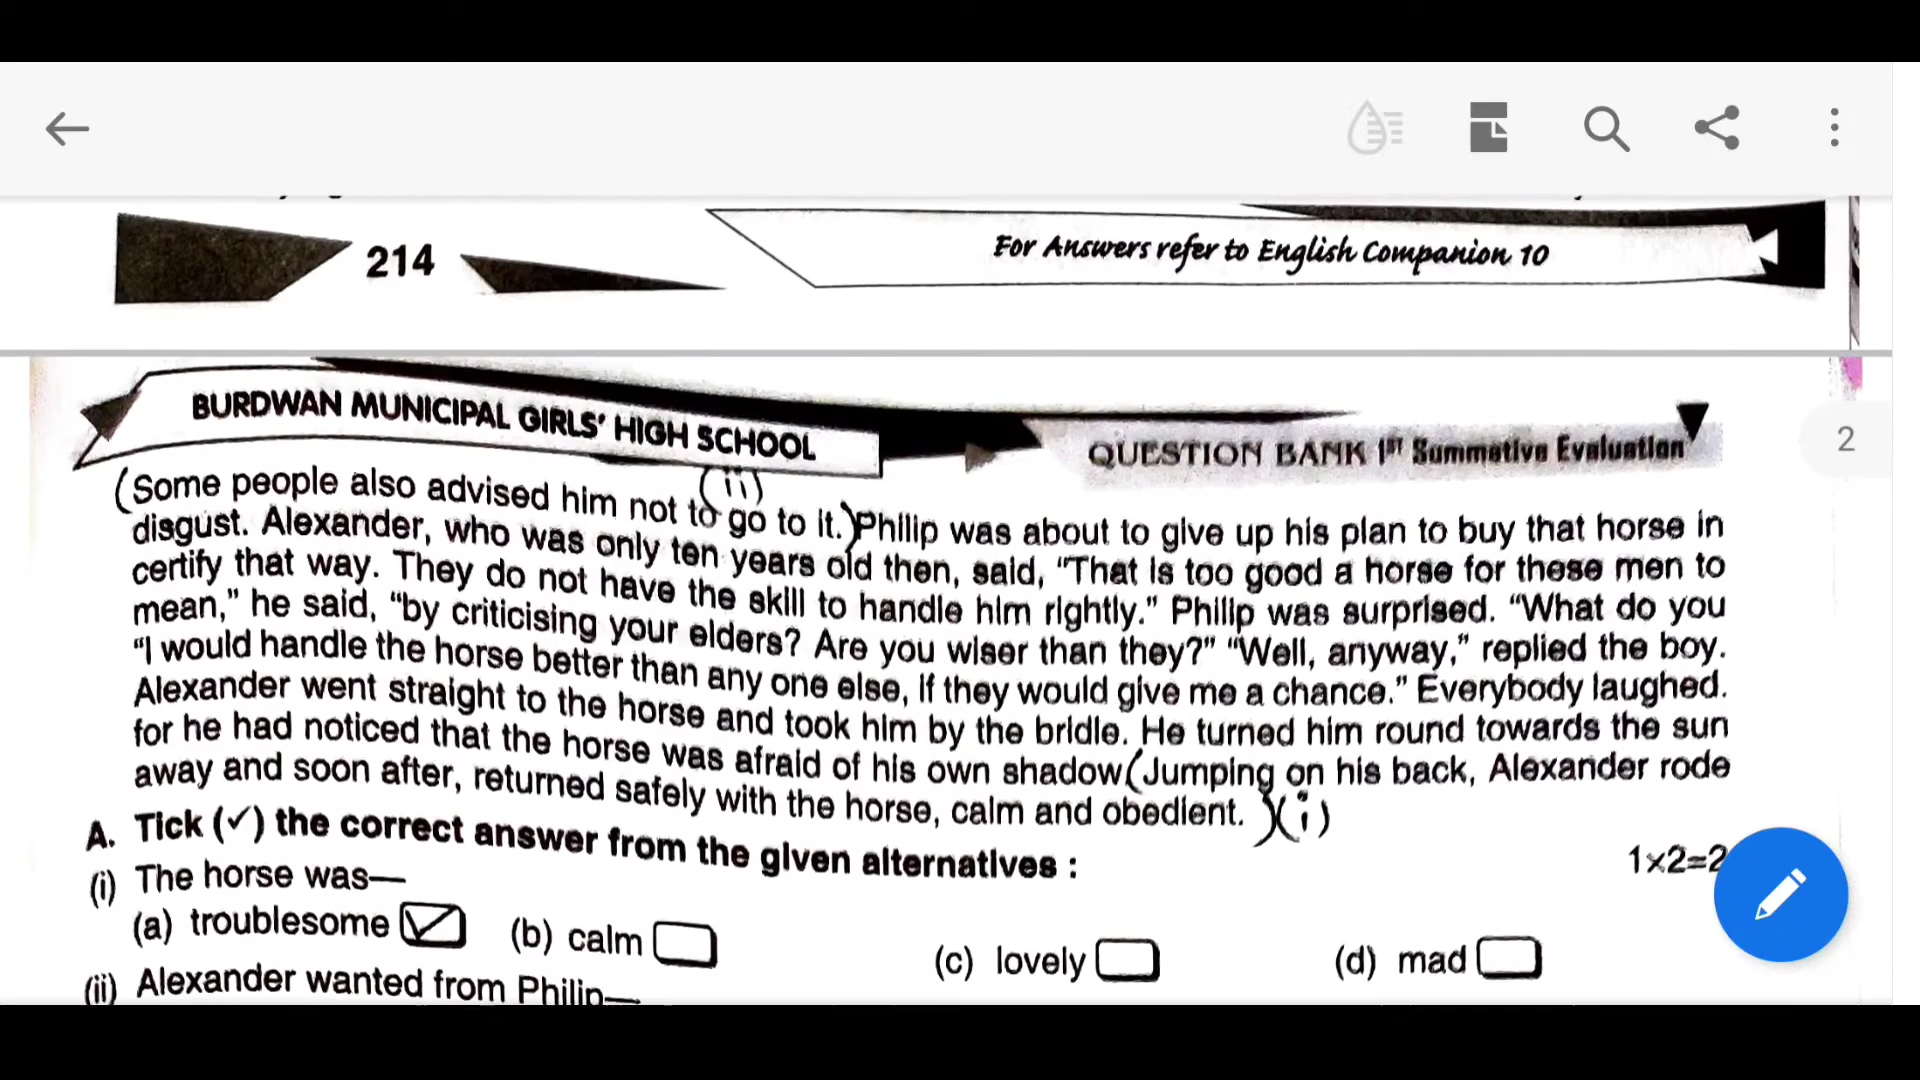 214
For Answers refer to English Companion 10
BURDWAN MUNICIPAL GIRLS' HIGH SCHOOL
QUESTION BANK 1st Summative Evaluation
2
(ii)
(Some people also advised him not to go to it.) Philip was about to give up his plan to buy that horse in
disgust. Alexander, who was only ten years old then, said, "That is too good a horse for these men to
certify that way. They do not have the skill to handle him rightly." Philip was surprised. "What do you
mean," he said, "by criticising your elders? Are you wiser than they?" "Well, anyway," replied the boy.
"I would handle the horse better than any one else, if they would give me a chance." Everybody laughed.
Alexander went straight to the horse and took him by the bridle. He turned him round towards the sun
for he had noticed that the horse was afraid of his own shadow (Jumping on his back, Alexander rode
away and soon after, returned safely with the horse, calm and obedient. ) (i)
A. Tick (✓) the correct answer from the given alternatives :
1×2=2
(i) The horse was—
(a) troublesome ✓ (b) calm (c) lovely (d) mad
(ii) Alexander wanted from Philip—